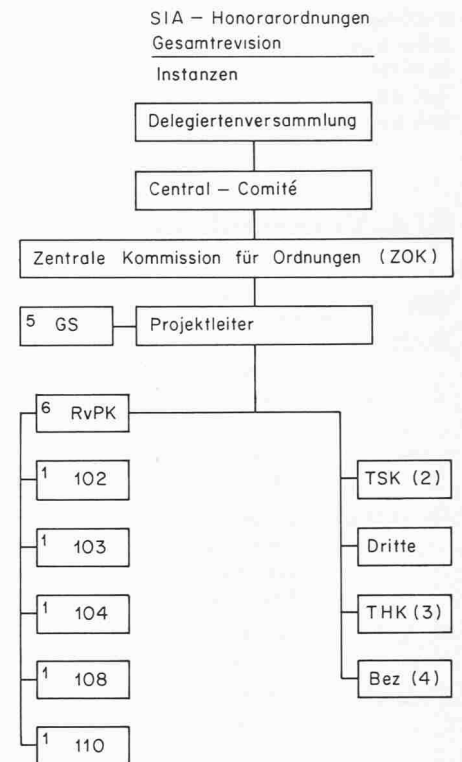 SIA – Honorarordnungen
Gesamtrevision
Instanzen
Delegiertenversammlung
Central – Comité
Zentrale Kommission für Ordnungen (ZOK)
5 GS
Projektleiter
6 RvPK
1 102
1 103
1 104
1 108
1 110
TSK (2)
Dritte
THK (3)
Bez (4)